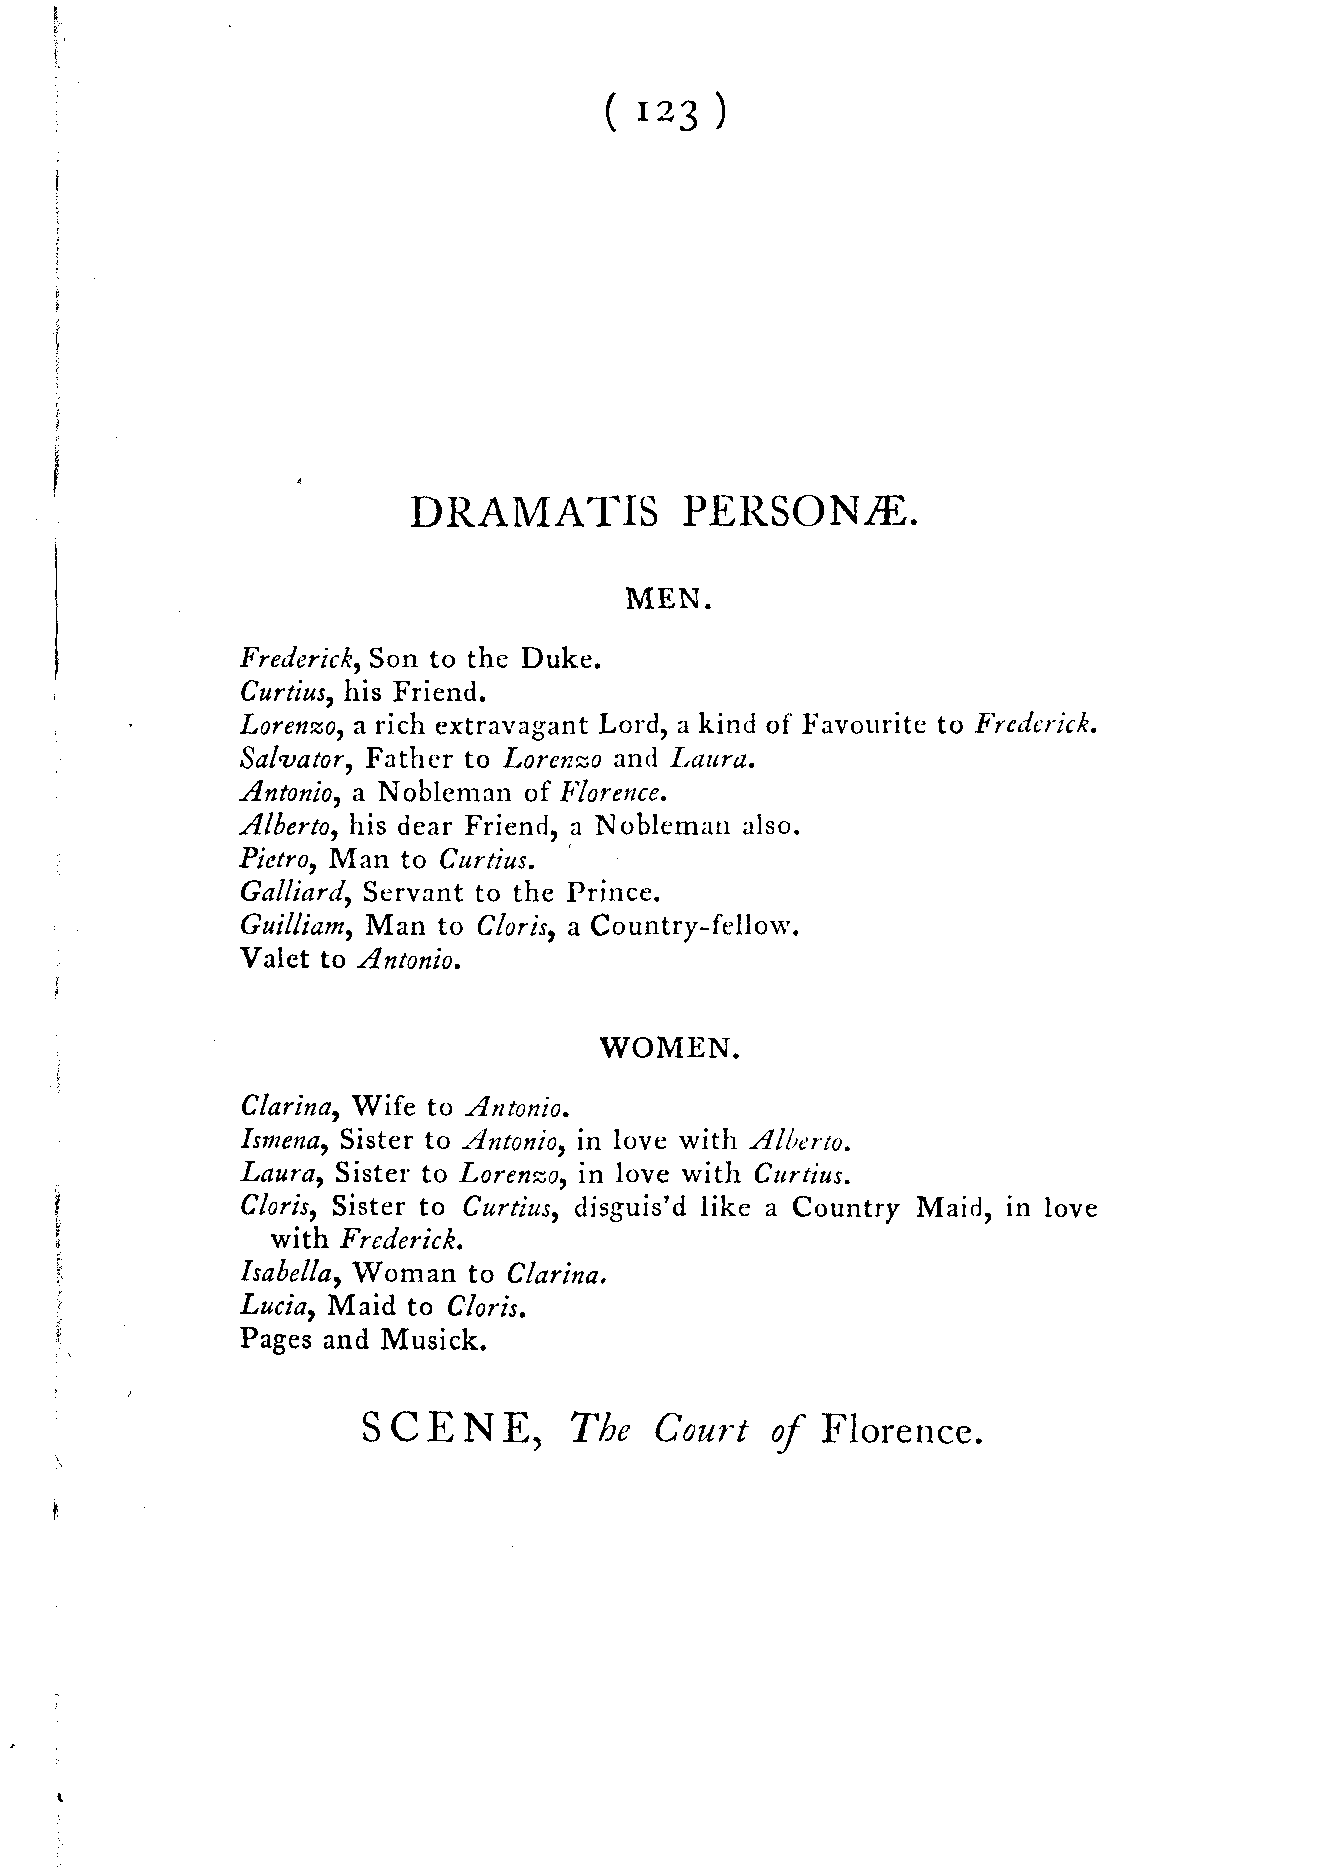 ( 123 )
DRAMATIS PERSONÆ.
MEN.
Frederick, Son to the Duke.
Curtius, his Friend.
Lorenzo, a rich extravagant Lord, a kind of Favourite to Frederick.
Salvator, Father to Lorenzo and Laura.
Antonio, a Nobleman of Florence.
Alberto, his dear Friend, a Nobleman also.
Pietro, Man to Curtius.
Galliard, Servant to the Prince.
Guilliam, Man to Cloris, a Country-fellow.
Valet to Antonio.
WOMEN.
Clarina, Wife to Antonio.
Ismena, Sister to Antonio, in love with Alberto.
Laura, Sister to Lorenzo, in love with Curtius.
Cloris, Sister to Curtius, disguis'd like a Country Maid, in love
with Frederick.
Isabella, Woman to Clarina.
Lucia, Maid to Cloris.
Pages and Musick.
SCENE, The Court of Florence.